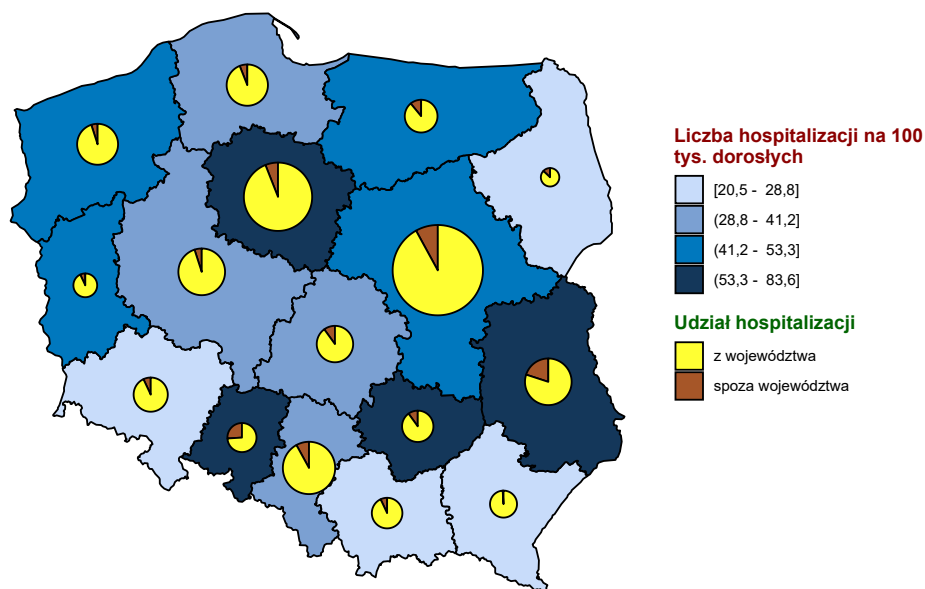 Liczba hospitalizacji na 100
tys. dorosłych
[20,5 - 28,8]
(28,8 - 41,2]
(41,2 - 53,3]
(53,3 - 83,6]
Udział hospitalizacji
z województwa
spoza województwa